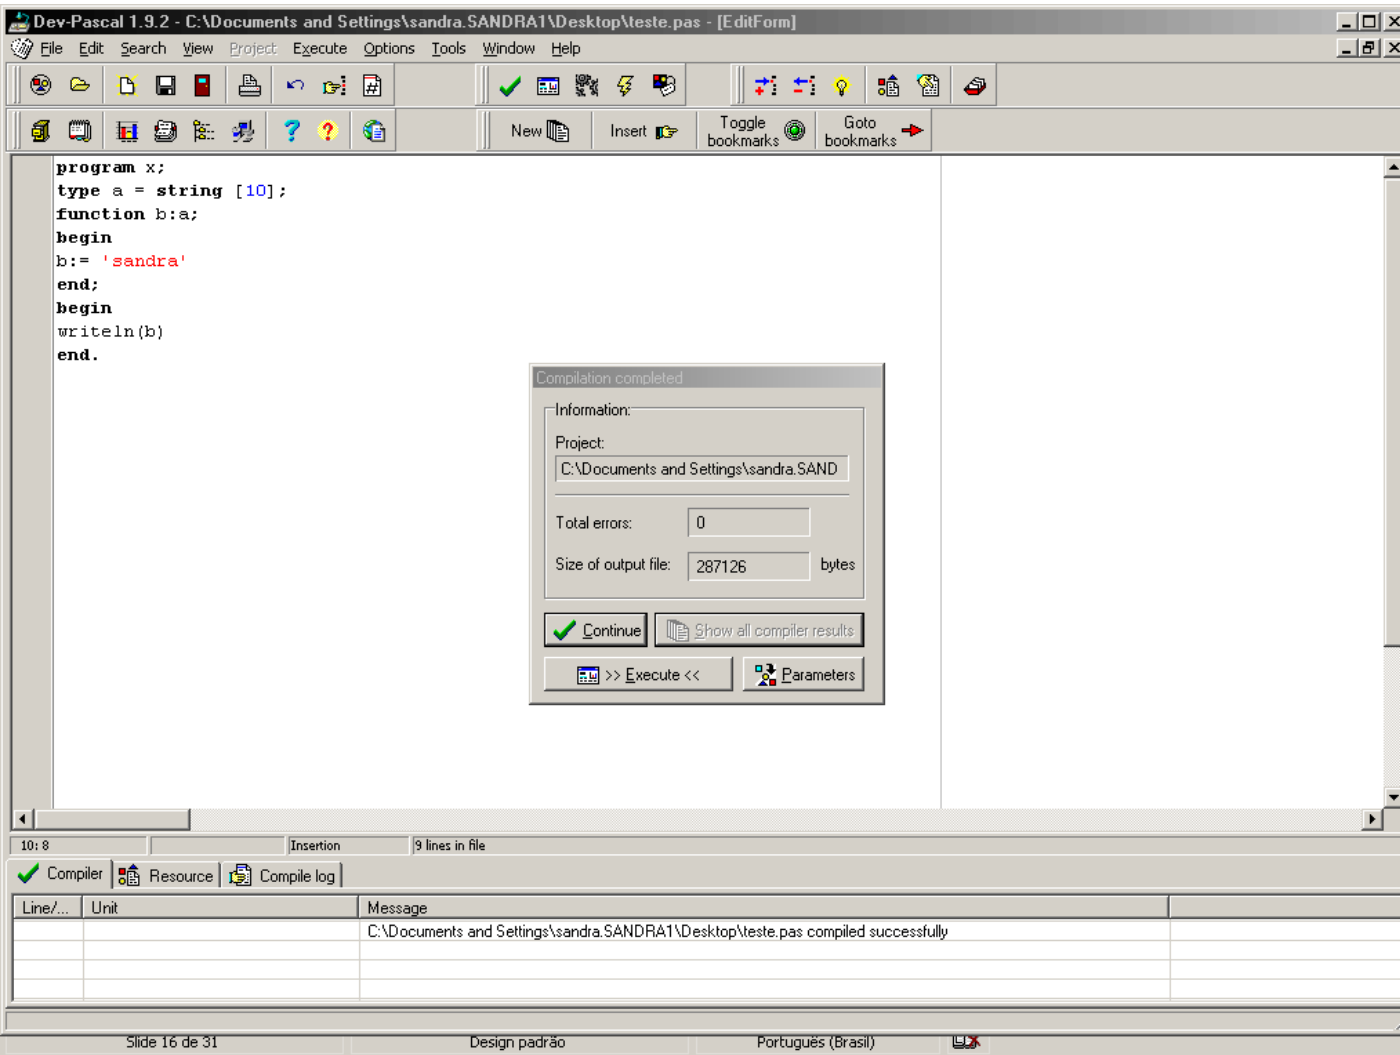 Dev-Pascal 1.9.2 - C:\Documents and Settings\sandra.SANDRA1\Desktop\teste.pas - [EditForm]
File Edit Search View Project Execute Options Tools Window Help
New Insert Toggle bookmarks Goto bookmarks
program x;
type a = string [10];
function b:a;
begin
b:= 'sandra'
end;
begin
writeln(b)
end.
Compilation completed
Information:
Project:
C:\Documents and Settings\sandra.SAND
Total errors: 0
Size of output file: 287126 bytes
Continue Show all compiler results
>> Execute << Parameters
10: 8 Insertion 9 lines in file
Compiler Resource Compile log
Line/... Unit Message
C:\Documents and Settings\sandra.SANDRA1\Desktop\teste.pas compiled successfully
Slide 16 de 31 Design padrão Português (Brasil)